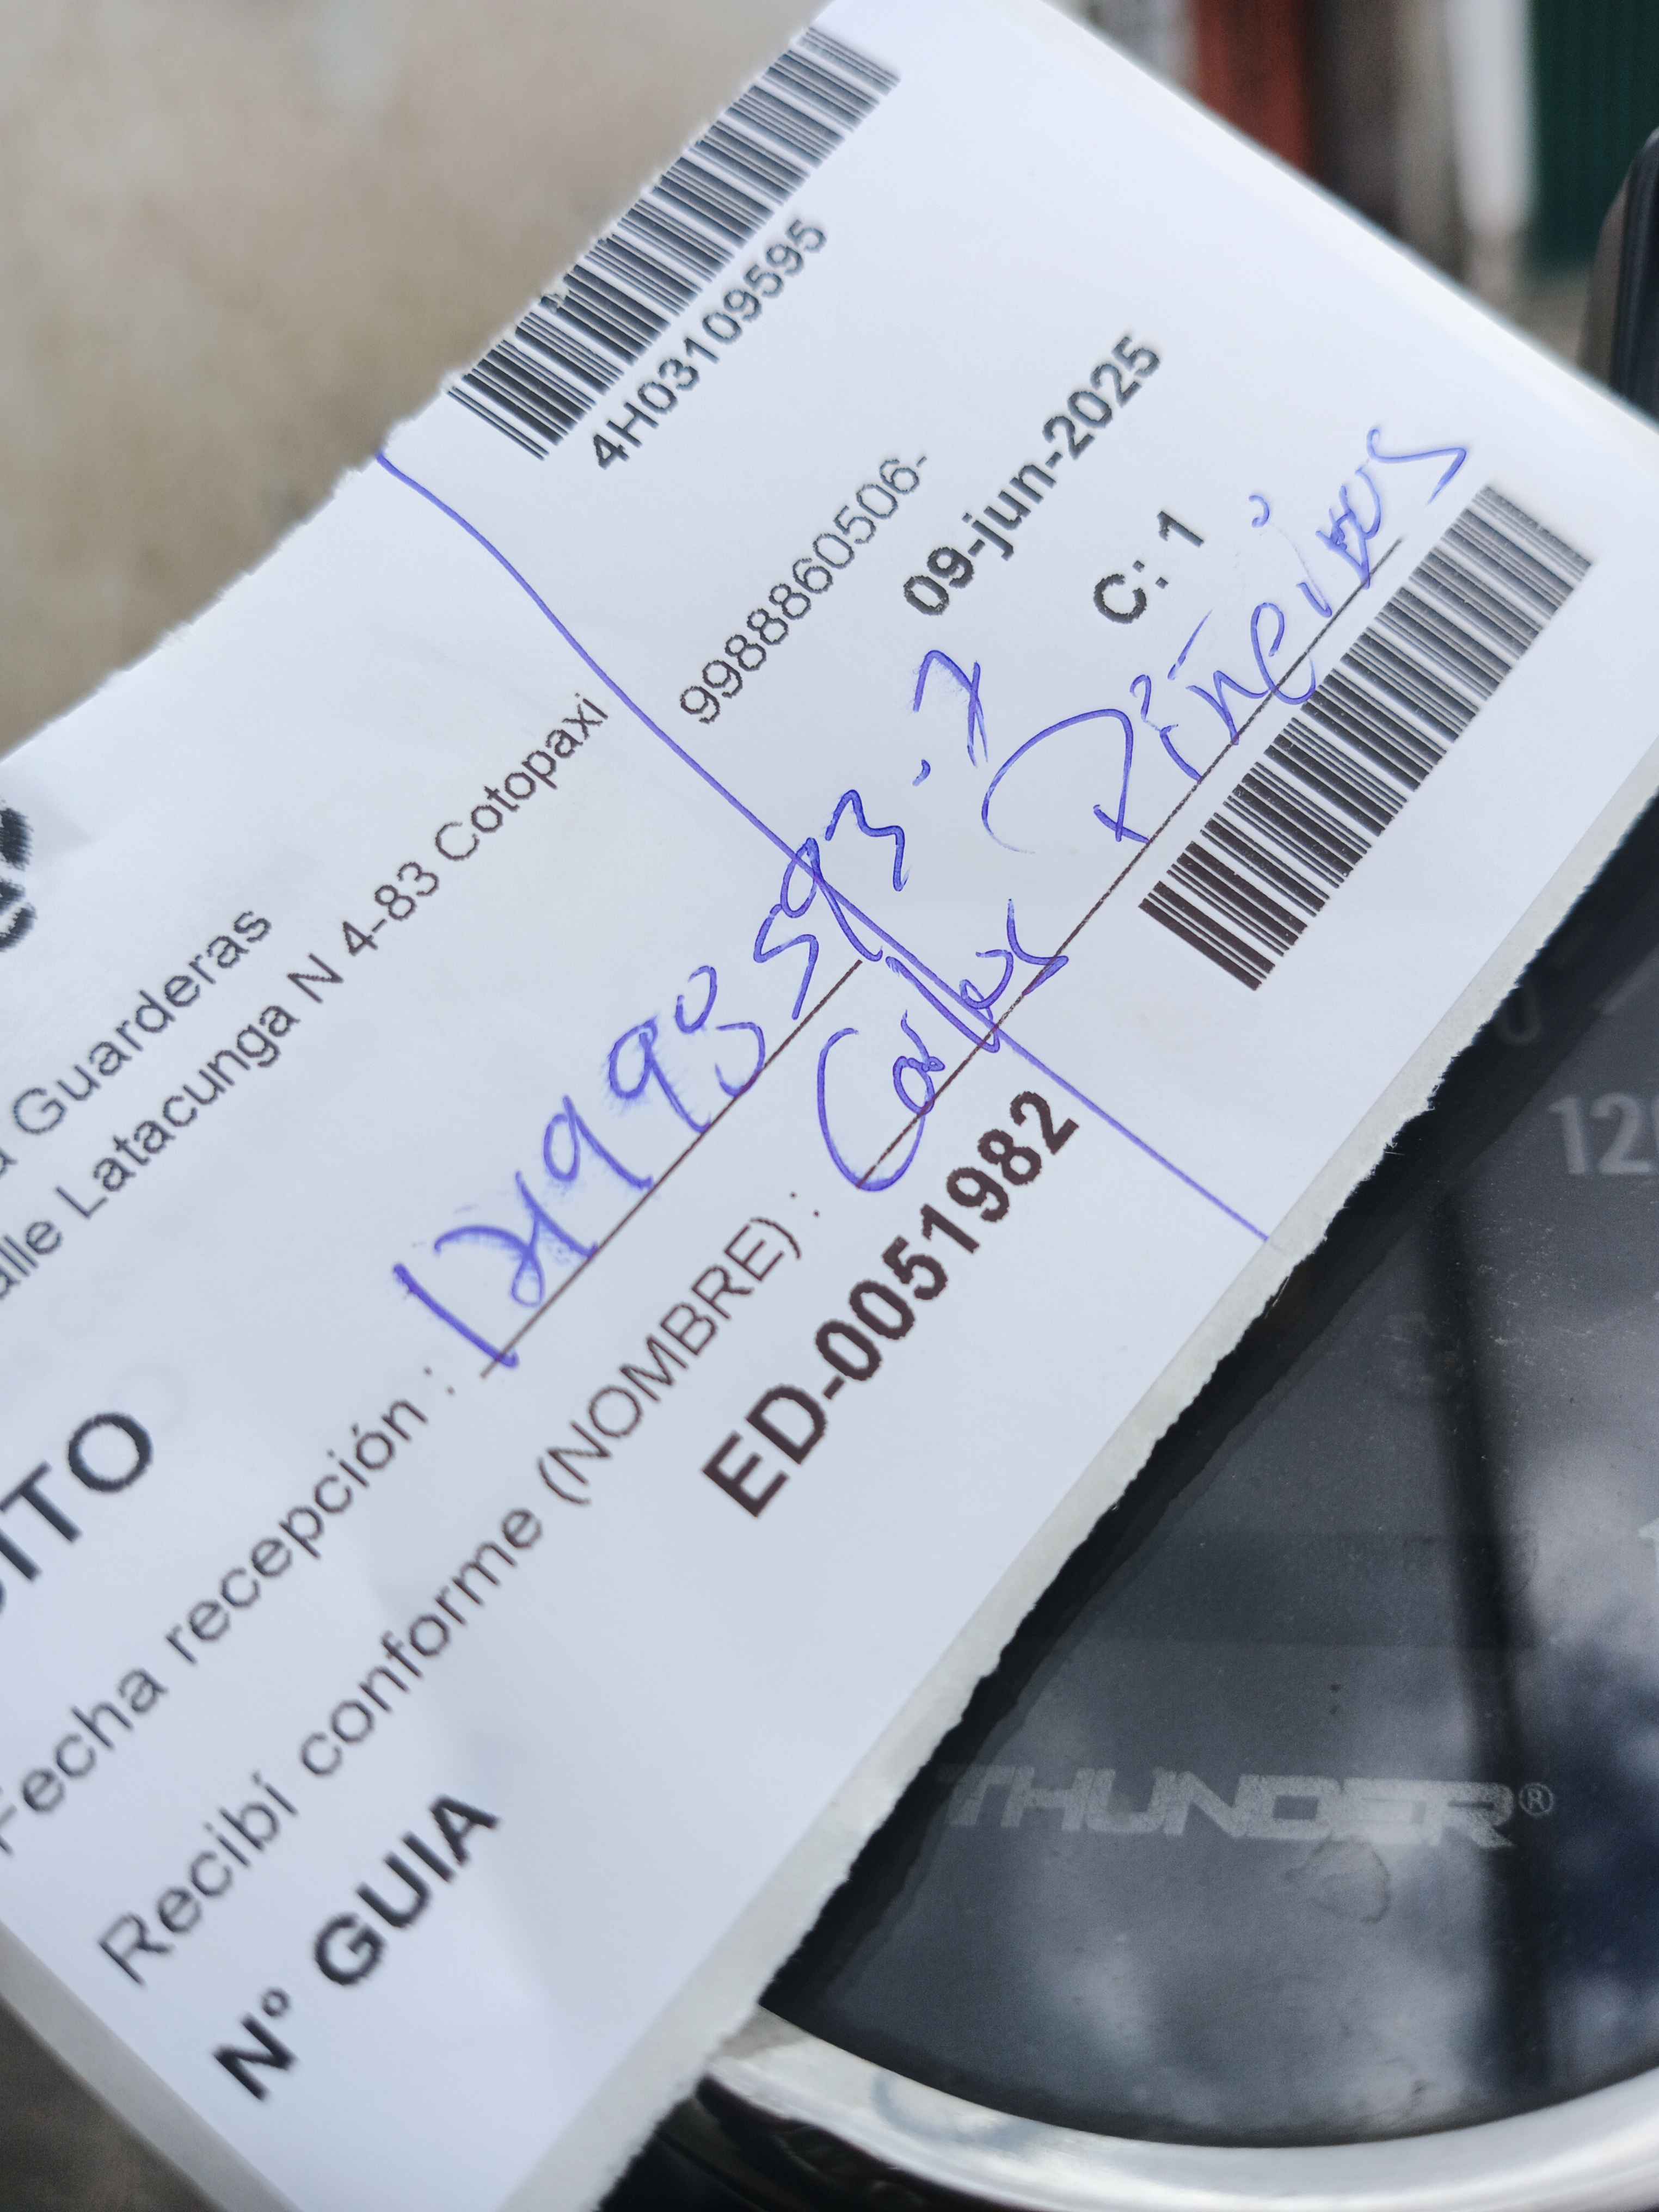 4H03109595
Guarderas
alle Latacunga N 4-83 Cotopaxi
998860506-
ITO
09-jun-2025
Fecha recepción :
C: 1
Recibí conforme (NOMBRE) : Carlos Piñeiros
Nº GUIA ED-0051982
THUNDER®